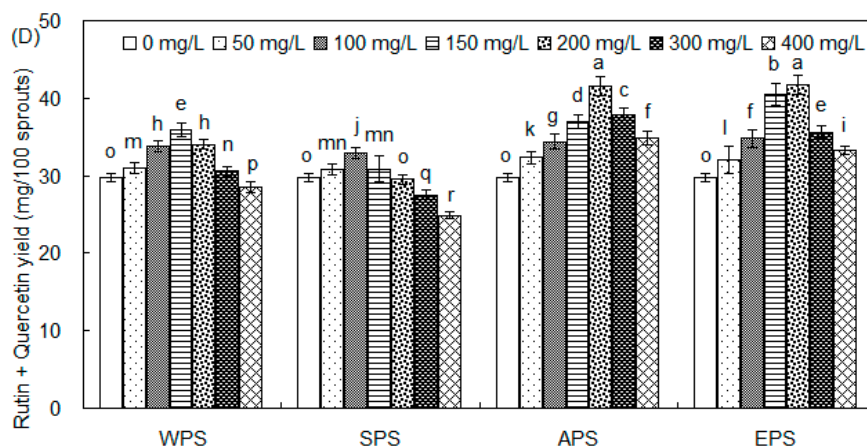 50
(D)
0 mg/L 50 mg/L 100 mg/L 150 mg/L 200 mg/L 300 mg/L 400 mg/L
40
30
20
10
0
Rutin + Quercetin yield (mg/100 sprouts)
o m h e h n p
o mn j mn o q r
o k g d a c f
o l f b a e i
WPS SPS APS EPS